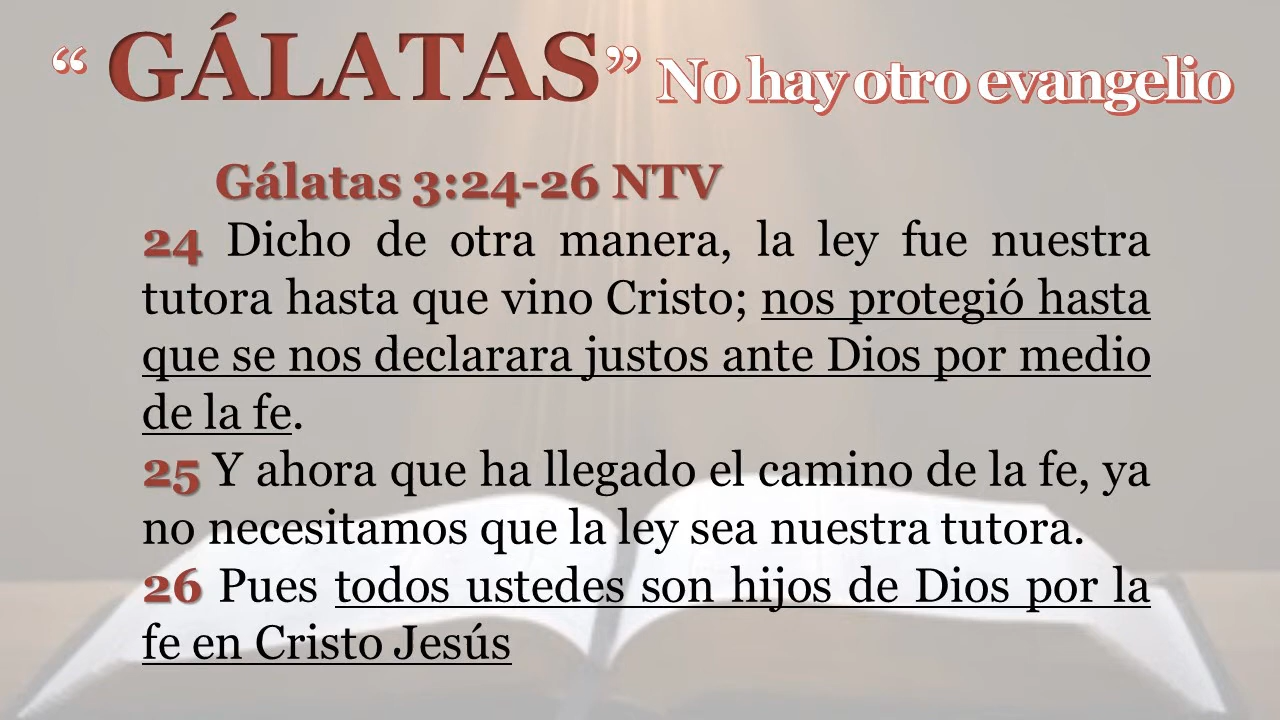 “ GÁLATAS” No hay otro evangelio
Gálatas 3:24-26 NTV
24 Dicho de otra manera, la ley fue nuestra
tutora hasta que vino Cristo; nos protegió hasta
que se nos declarara justos ante Dios por medio
de la fe.
25 Y ahora que ha llegado el camino de la fe, ya
no necesitamos que la ley sea nuestra tutora.
26 Pues todos ustedes son hijos de Dios por la
fe en Cristo Jesús